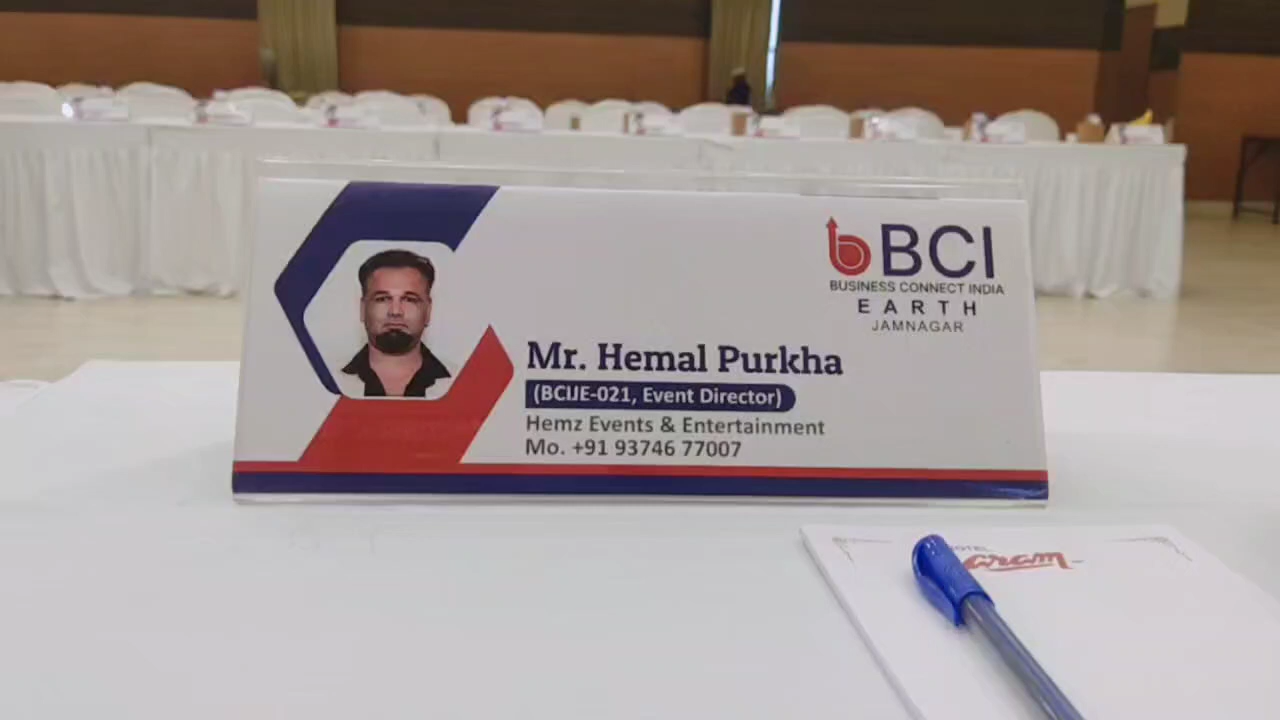 BCI
BUSINESS CONNECT INDIA
EARTH
JAMNAGAR
Mr. Hemal Purkha
(BCIJE-021, Event Director)
Hemz Events & Entertainment
Mo. +91 93746 77007